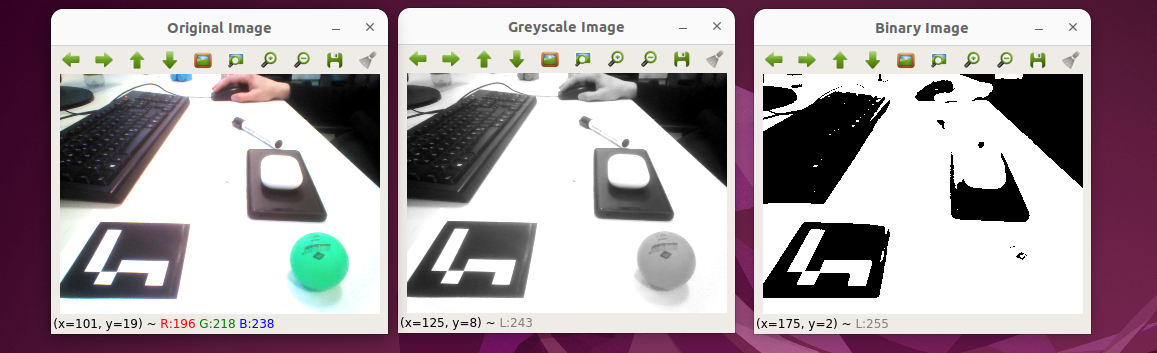 Original Image
(x=101, y=19) ~ R:196 G:218 B:238
Greyscale Image
(x=125, y=8) ~ L:243
Binary Image
(x=175, y=2) ~ L:255